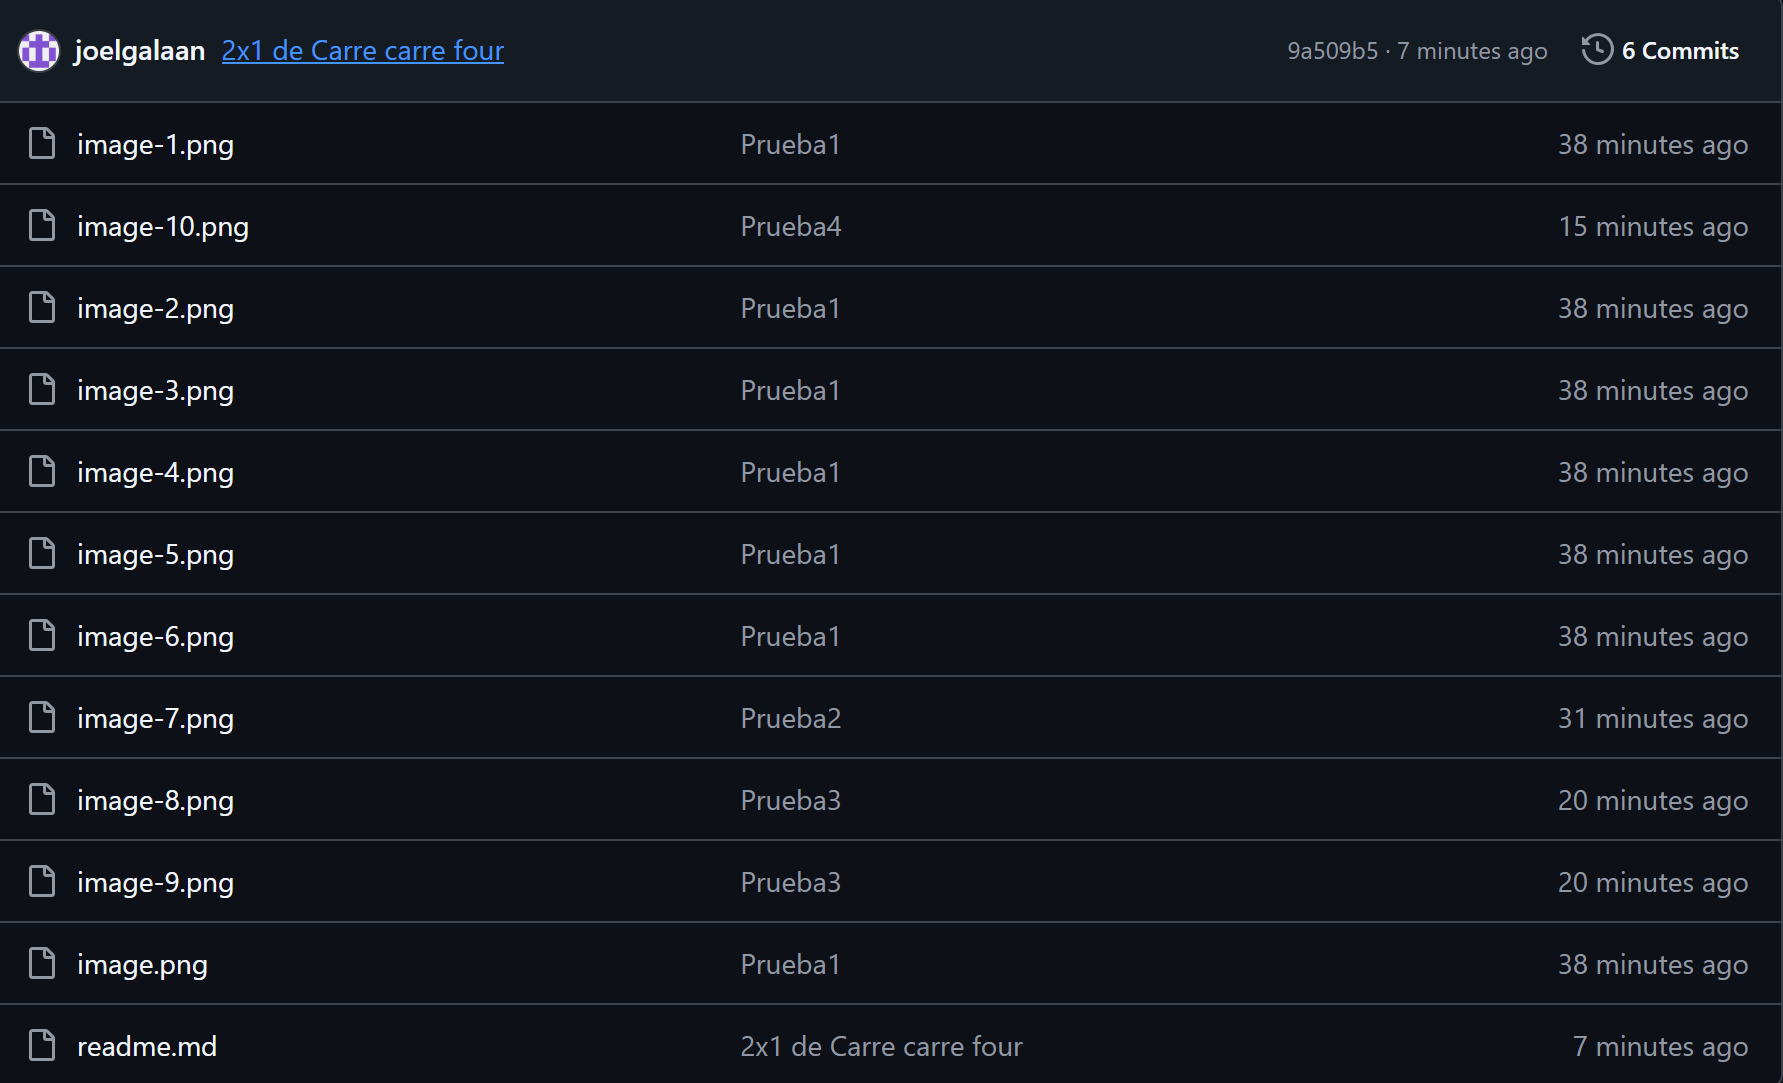 joelgalaan 2x1 de Carre carre four 9a509b5 · 7 minutes ago 6 Commits
image-1.png Prueba1 38 minutes ago
image-10.png Prueba4 15 minutes ago
image-2.png Prueba1 38 minutes ago
image-3.png Prueba1 38 minutes ago
image-4.png Prueba1 38 minutes ago
image-5.png Prueba1 38 minutes ago
image-6.png Prueba1 38 minutes ago
image-7.png Prueba2 31 minutes ago
image-8.png Prueba3 20 minutes ago
image-9.png Prueba3 20 minutes ago
image.png Prueba1 38 minutes ago
readme.md 2x1 de Carre carre four 7 minutes ago